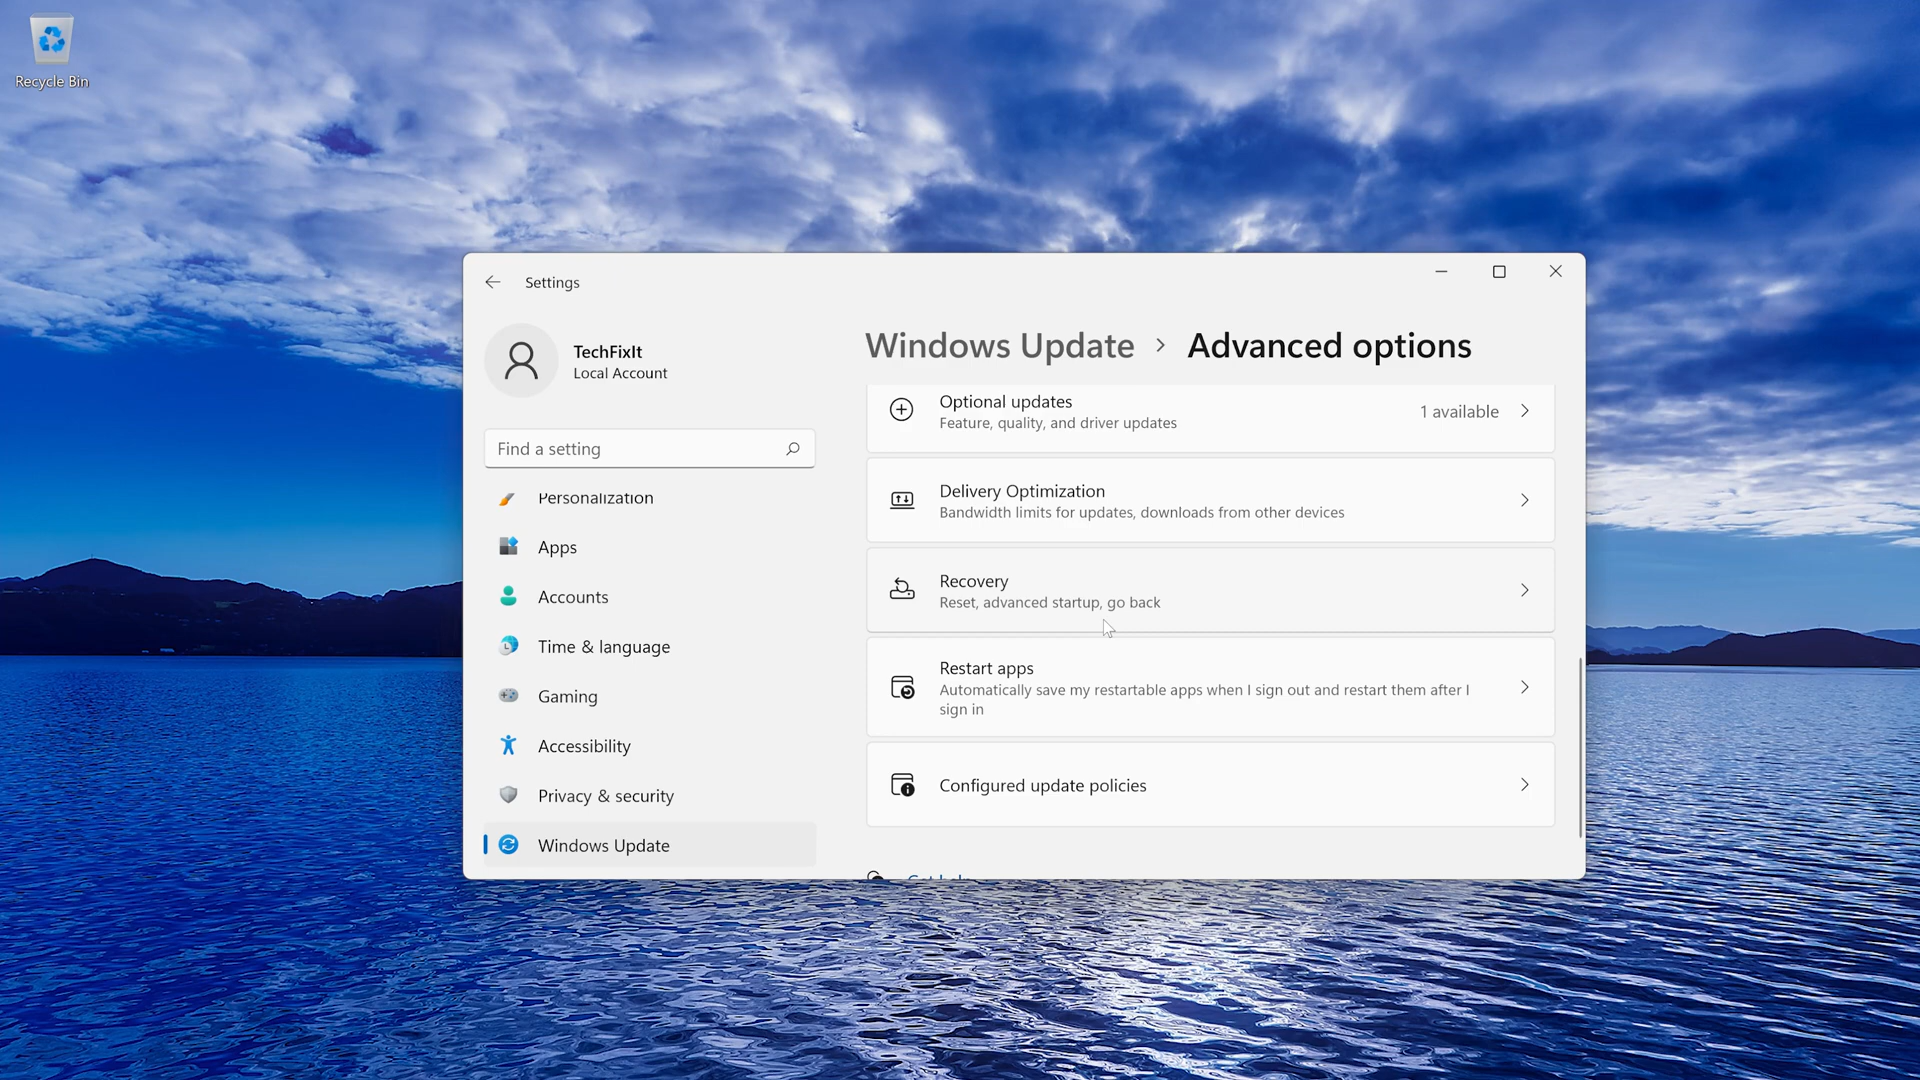 Recycle Bin
Settings
TechFixIt
Local Account
Find a setting
Personalization
Apps
Accounts
Time & language
Gaming
Accessibility
Privacy & security
Windows Update
Windows Update > Advanced options
Optional updates
Feature, quality, and driver updates
1 available
Delivery Optimization
Bandwidth limits for updates, downloads from other devices
Recovery
Reset, advanced startup, go back
Restart apps
Automatically save my restartable apps when I sign out and restart them after I
sign in
Configured update policies
Get help